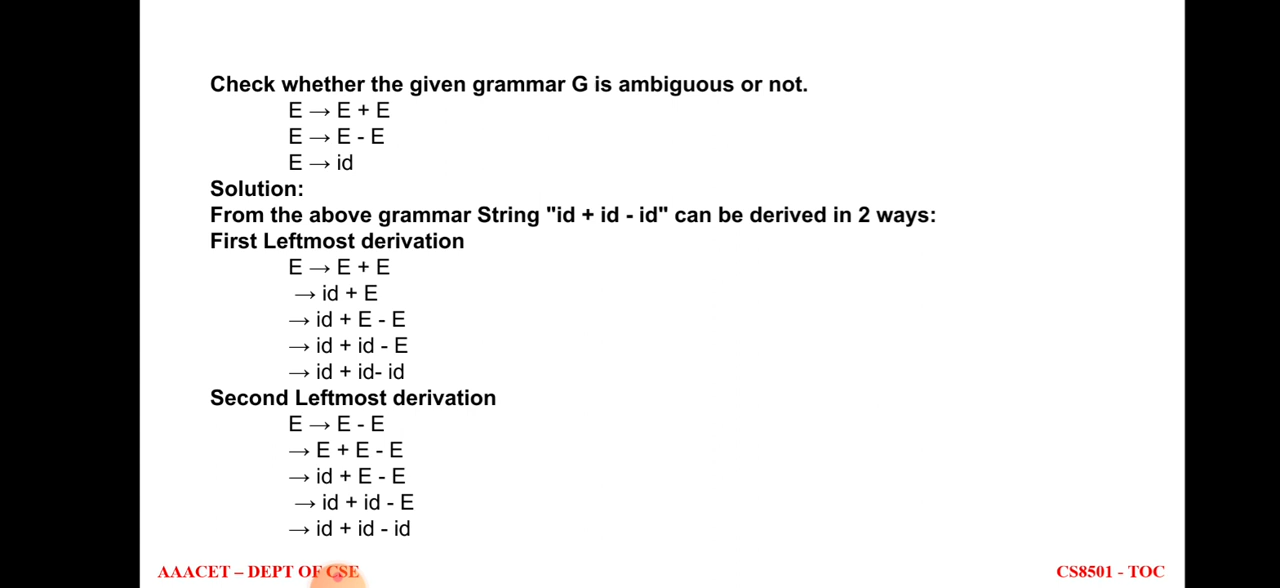 Check whether the given grammar G is ambiguous or not.
E → E + E
E → E - E
E → id
Solution:
From the above grammar String "id + id - id" can be derived in 2 ways:
First Leftmost derivation
E → E + E
→ id + E
→ id + E - E
→ id + id - E
→ id + id- id
Second Leftmost derivation
E → E - E
→ E + E - E
→ id + E - E
→ id + id - E
→ id + id - id
AAACET – DEPT OF CSE
CS8501 - TOC